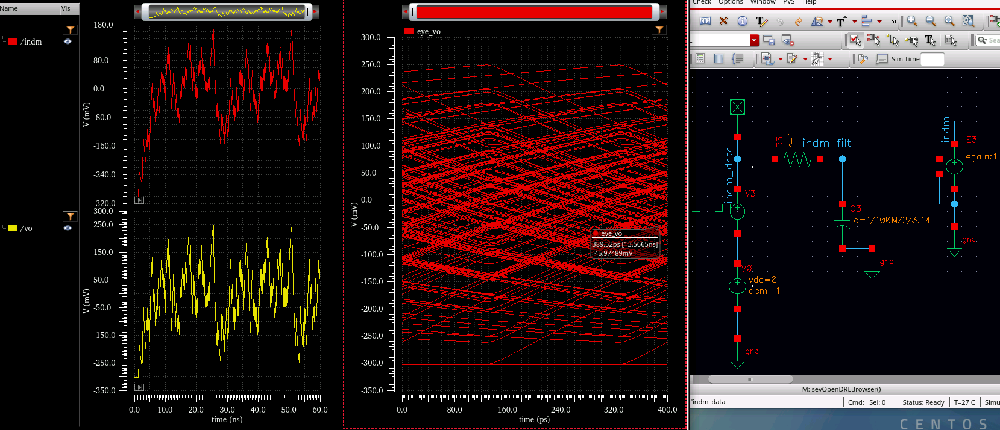 Name Vis
/indm
/vo
180.0
80.0
0.0
-80.0
-160.0
-240.0
-320.0
V (mV)
300.0
250.0
150.0
50.0
-50.0
-150.0
-250.0
-350.0
V (mV)
0.0 10.0 20.0 30.0 40.0 50.0 60.0
time (ns)
eye_vo
300.0
250.0
200.0
150.0
100.0
50.0
0.0
-50.0
-100.0
-150.0
-200.0
-250.0
-300.0
-350.0
V (mV)
eye_vo
389.52ps [13.5665ns]
-45.97489mV
0.0 80.0 160.0 240.0 320.0 400.0
time (ps)
Check Options Window PVS Help
»
Sea
Sim Time
indm_data
R3
r=1
indm_filt
indm
E3
egain:1
V3
C3
c=1/100M/2/3.14
gnd
gnd
V0
vdc=0
acm=1
gnd
M: sevOpenDRLBrowser()
'indm_data'
Cmd: Sel: 0 Status: Ready T=27 C Simu
CENTOS